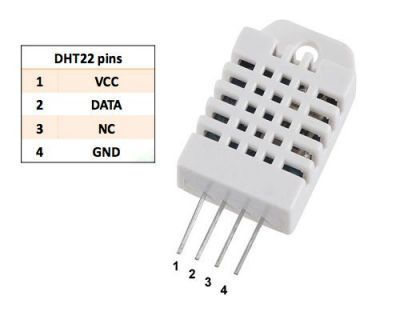 DHT22 pins
1 VCC
2 DATA
3 NC
4 GND
1 2 3 4